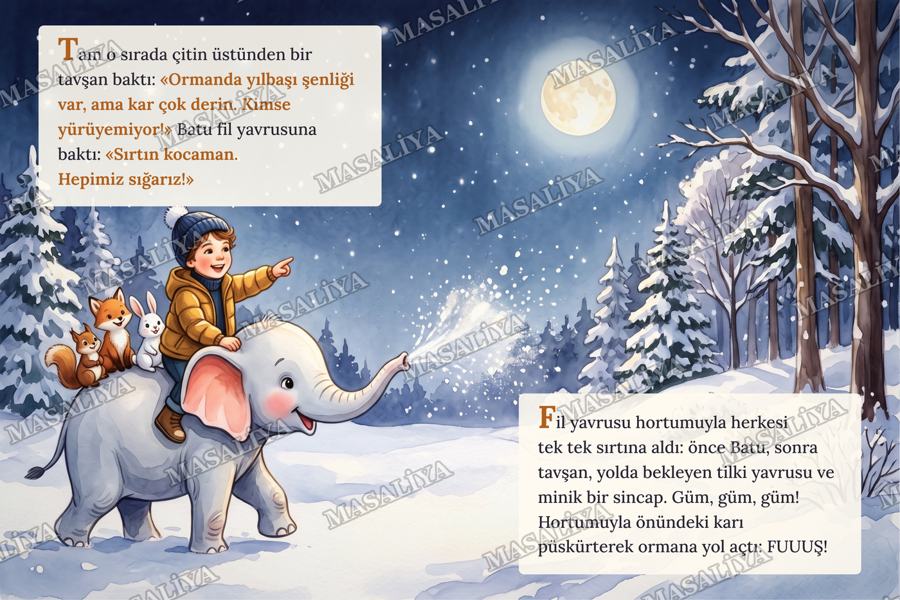 Tam o sırada çitin üstünden bir
tavşan baktı: «Ormanda yılbaşı şenliği
var, ama kar çok derin. Kimse
yürüyemiyor!» Batu fil yavrusuna
baktı: «Sırtın kocaman.
Hepimiz sığarız!»
Fil yavrusu hortumuyla herkesi
tek tek sırtına aldı: önce Batu, sonra
tavşan, yolda bekleyen tilki yavrusu ve
minik bir sincap. Güm, güm, güm!
Hortumuyla önündeki karı
püskürterek ormana yol açtı: FUUUŞ!
MASALİYA